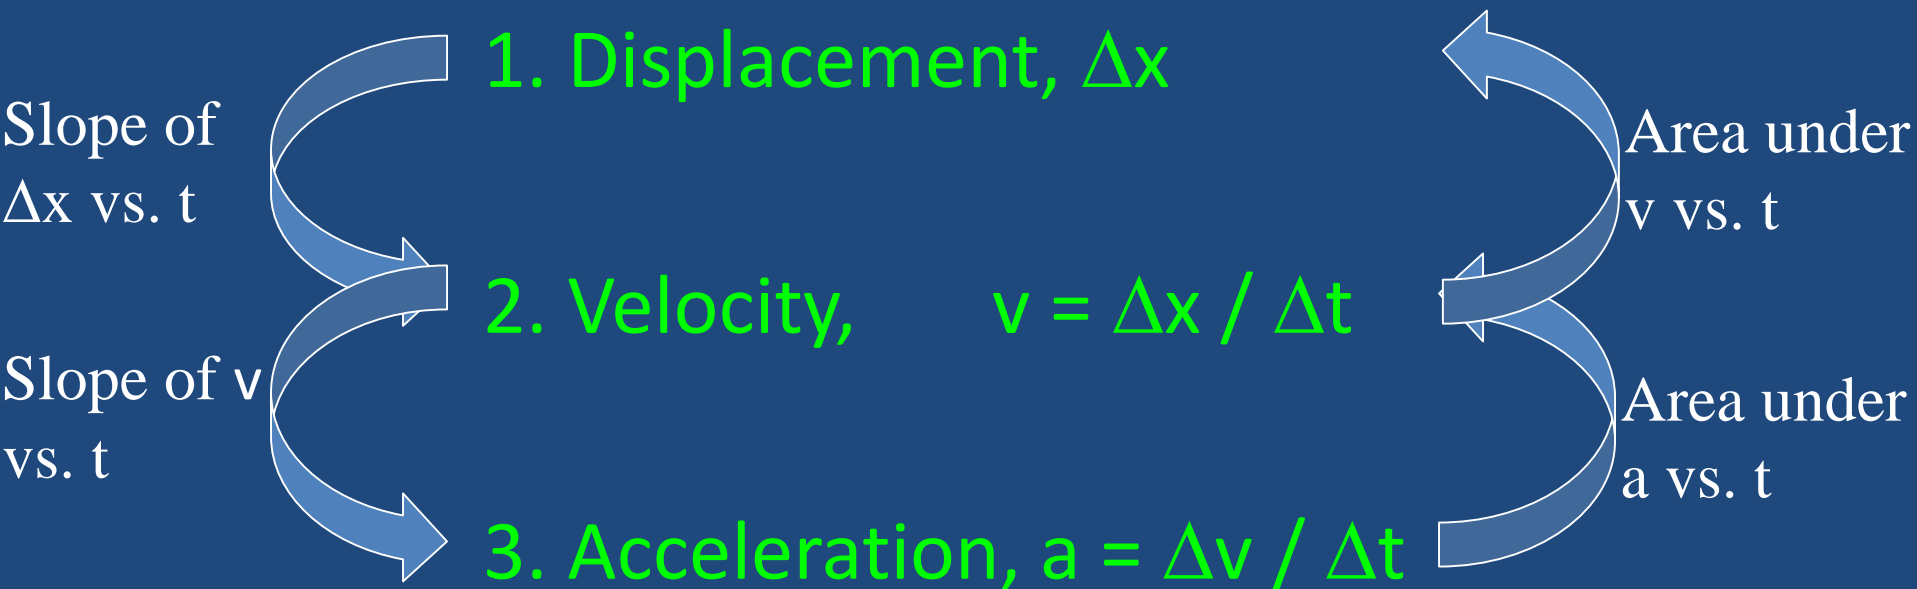 1. Displacement, Δx
Slope of
Δx vs. t
Area under
v vs. t
2. Velocity, v = Δx / Δt
Slope of v
vs. t
Area under
a vs. t
3. Acceleration, a = Δv / Δt